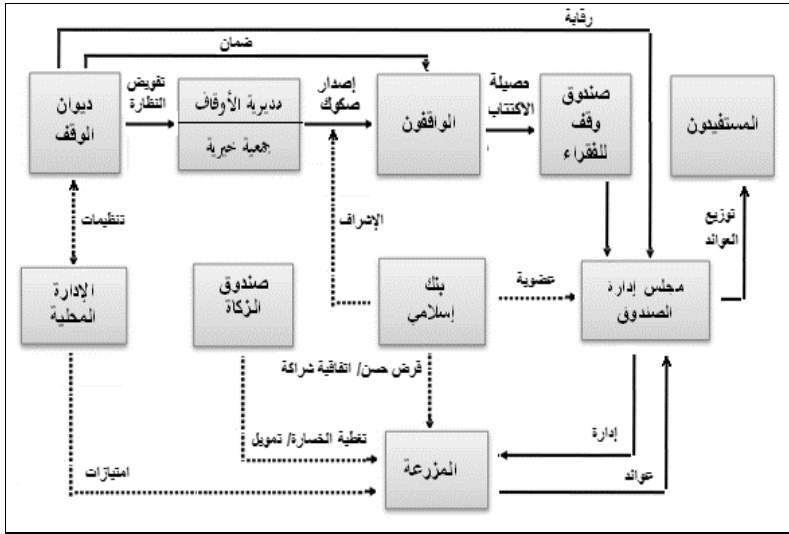 رقابة
ضمان
ديوان
الوقف
تفويض
النظارة
مديرية الأوقاف
جمعية خيرية
إصدار
صكوك
الواقفون
حصيلة
الاكتتاب
صندوق
وقف
للفقراء
المستفيدون
تنظيمات
الإشراف
توزيع
العوائد
الإدارة
المحلية
صندوق
الزكاة
بنك
إسلامي
عضوية
مجلس إدارة
الصندوق
قرض حسن/ اتفاقية شراكة
تغطية الخسارة/ تمويل
إدارة
المزرعة
امتيازات
عوائد